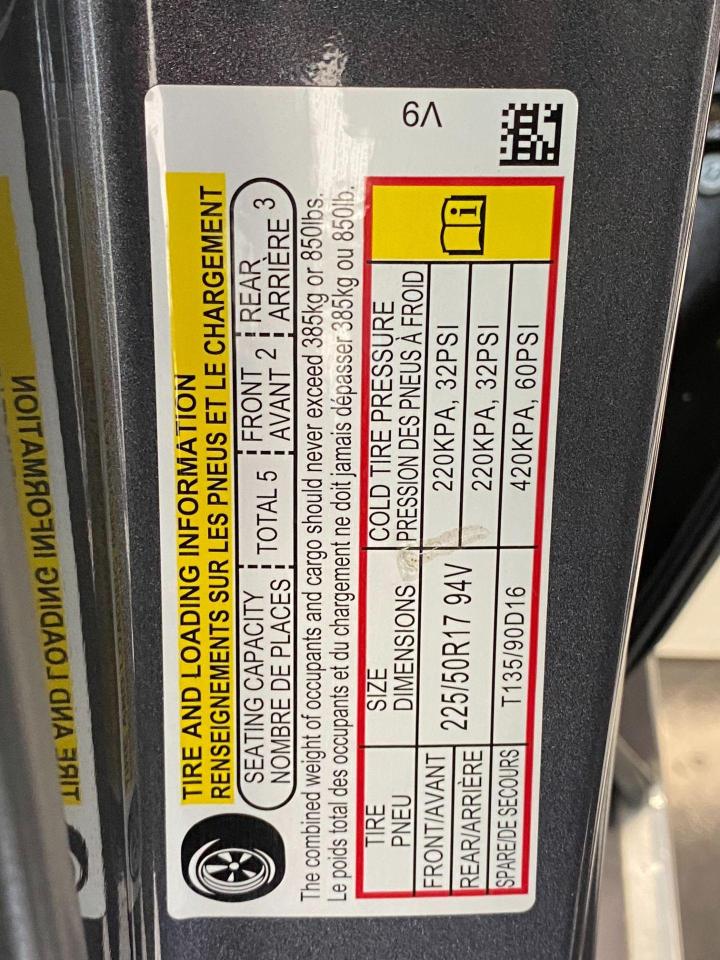 TIRE AND LOADING INFORMATION
RENSEIGNEMENTS SUR LES PNEUS ET LE CHARGEMENT
SEATING CAPACITY
NOMBRE DE PLACES
TOTAL 5
FRONT
AVANT 2
REAR
ARRIÈRE 3
The combined weight of occupants and cargo should never exceed 385kg or 850lbs.
Le poids total des occupants et du chargement ne doit jamais dépasser 385kg ou 850lb.
TIRE
PNEU
SIZE
DIMENSIONS
COLD TIRE PRESSURE
PRESSION DES PNEUS À FROID
FRONT/AVANT
225/50R17 94V
220KPA, 32PSI
REAR/ARRIÈRE
220KPA, 32PSI
SPARE/DE SECOURS
T135/90D16
420KPA, 60PSI
V9
TIRE AND LOADING INFORMATION